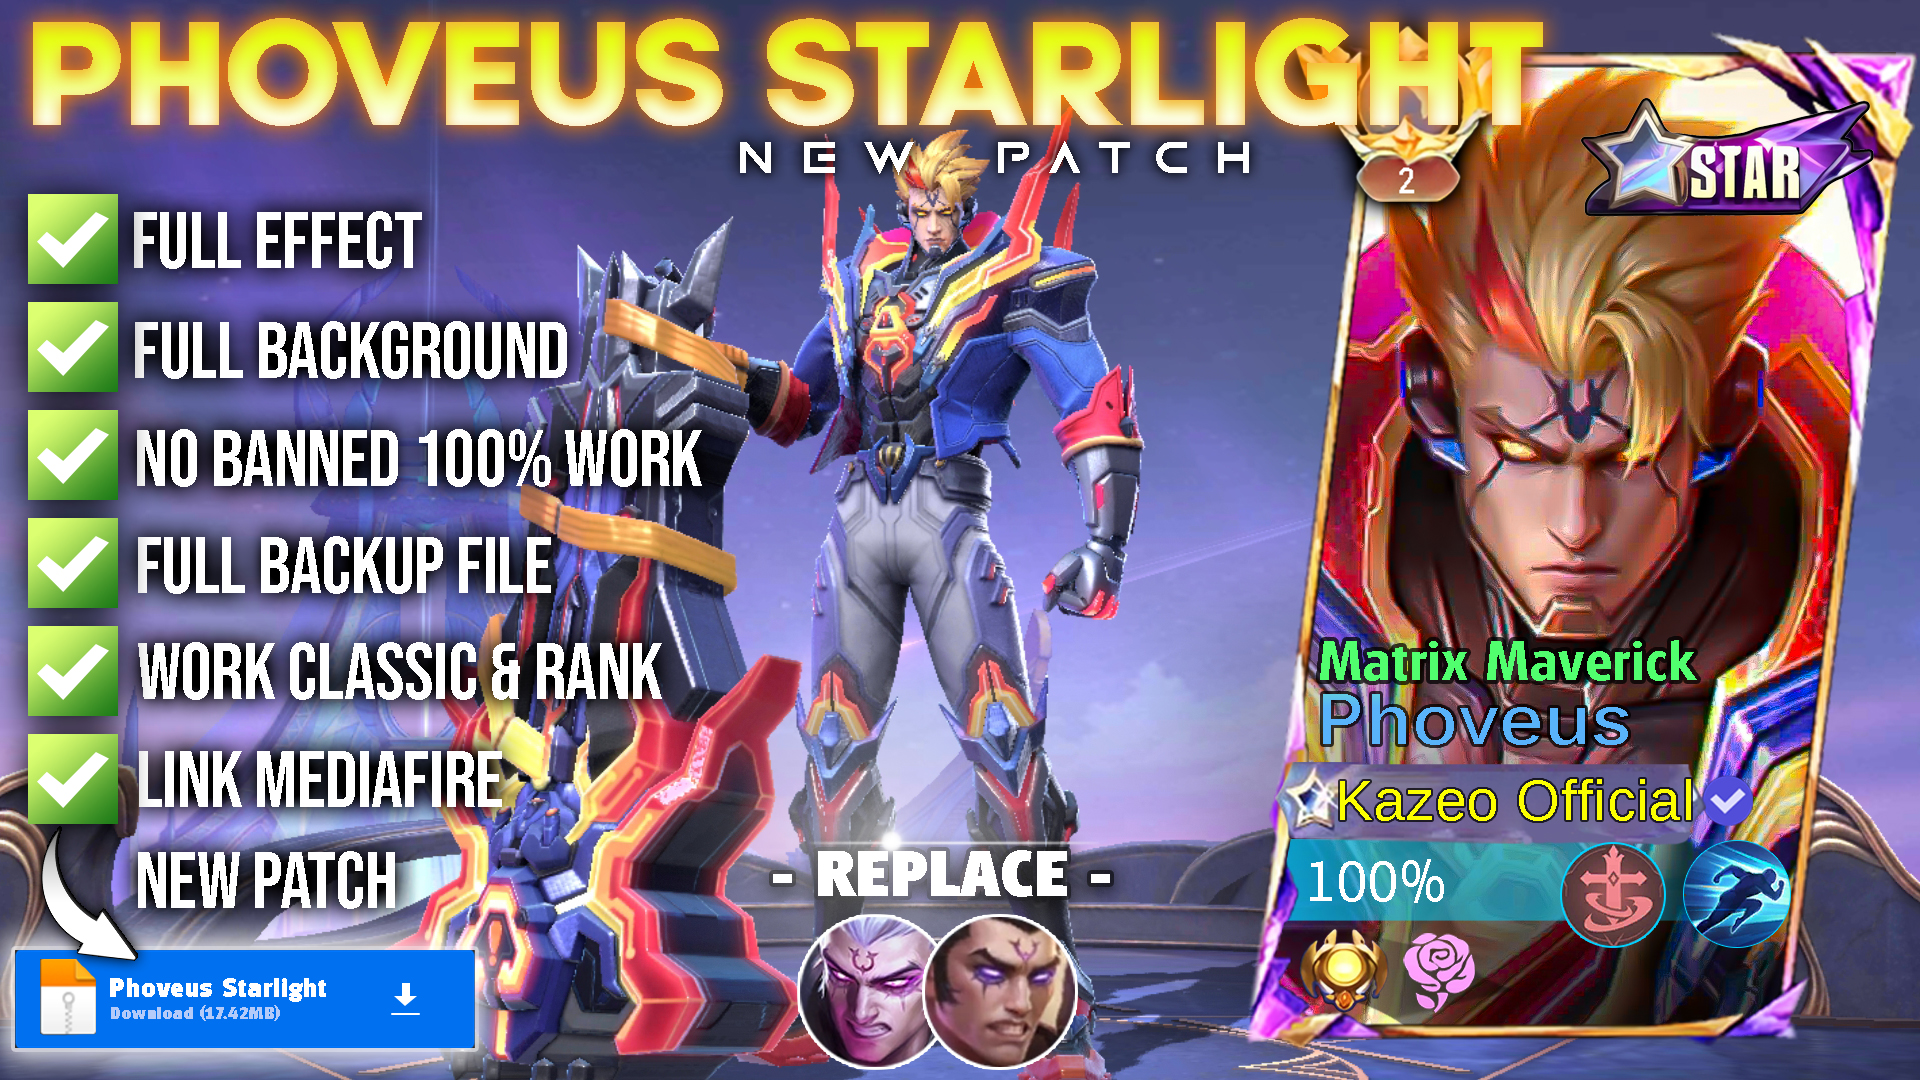 PHOVEUS STARLIGHT
NEW PATCH
FULL EFFECT
FULL BACKGROUND
NO BANNED 100% WORK
FULL BACKUP FILE
WORK CLASSIC & RANK
LINK MEDIAFIRE
NEW PATCH
Phoveus Starlight
Download (17.42MB)
- REPLACE -
2
STAR
Matrix Maverick
Phoveus
Kazeo Official
100%